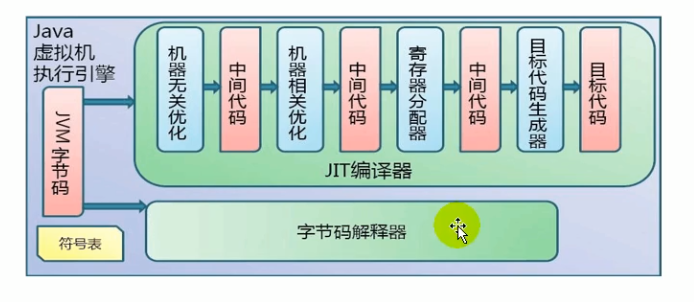 Java
虚拟机
执行引擎
JVM字节码
符号表
机器无关优化
中间代码
机器相关优化
中间代码
寄存器分配器
中间代码
目标代码生成器
目标代码
JIT编译器
字节码解释器